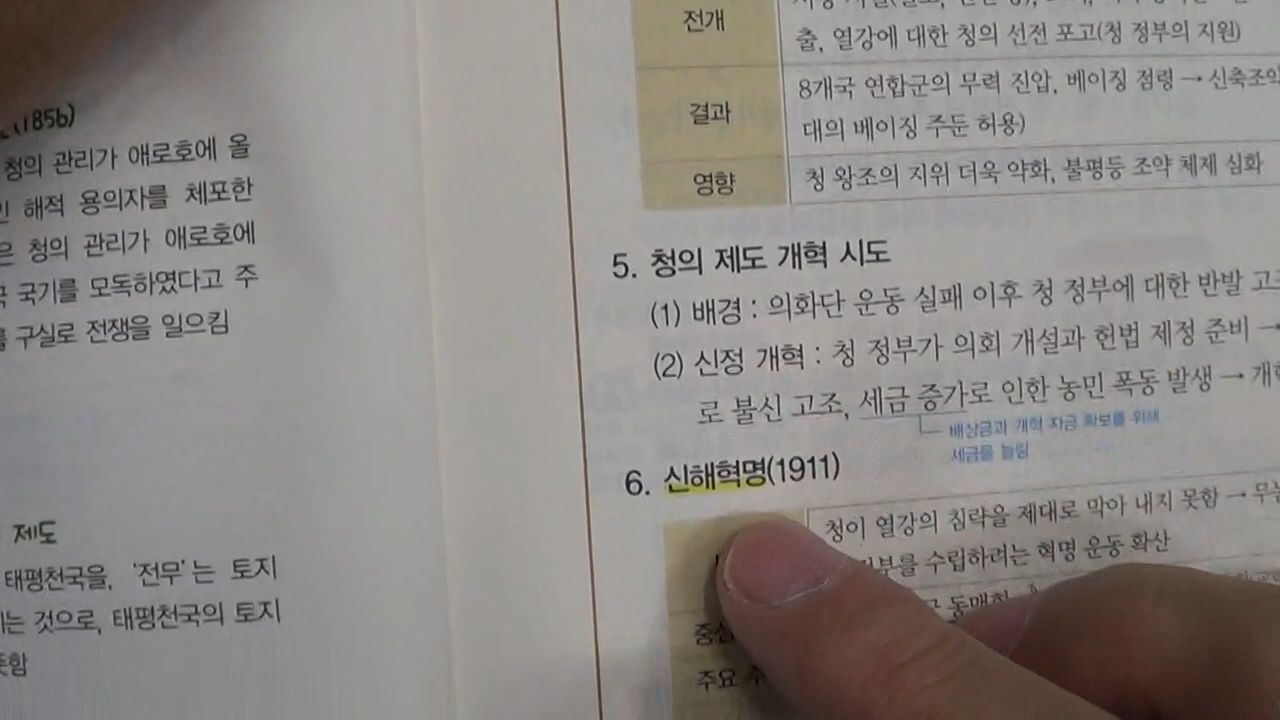 (1856)
청의 관리가 애로호에 올
해적 용의자를 체포한
은 청의 관리가 애로호에
국기를 모독하였다고 주
구실로 전쟁을 일으킴
제도
태평천국을, '전무'는 토지
는 것으로, 태평천국의 토지
전개
출, 열강에 대한 청의 선전 포고(청 정부의 지원)
결과
8개국 연합군의 무력 진압, 베이징 점령 → 신축조약
대의 베이징 주둔 허용)
영향
청 왕조의 지위 더욱 약화, 불평등 조약 체제 심화
5. 청의 제도 개혁 시도
(1) 배경 : 의화단 운동 실패 이후 청 정부에 대한 반발
(2) 신정 개혁 : 청 정부가 의회 개설과 헌법 제정 준비 →
로 불신 고조, 세금 증가로 인한 농민 폭동 발생 →
배상금과 개혁 자금 확보를 위해
세금을 늘림
6. 신해혁명(1911)
청이 열강의 침략을 제대로 막아 내지 못함 →
정부를 수립하려는 혁명 운동 확산
동맹회
중심
주요